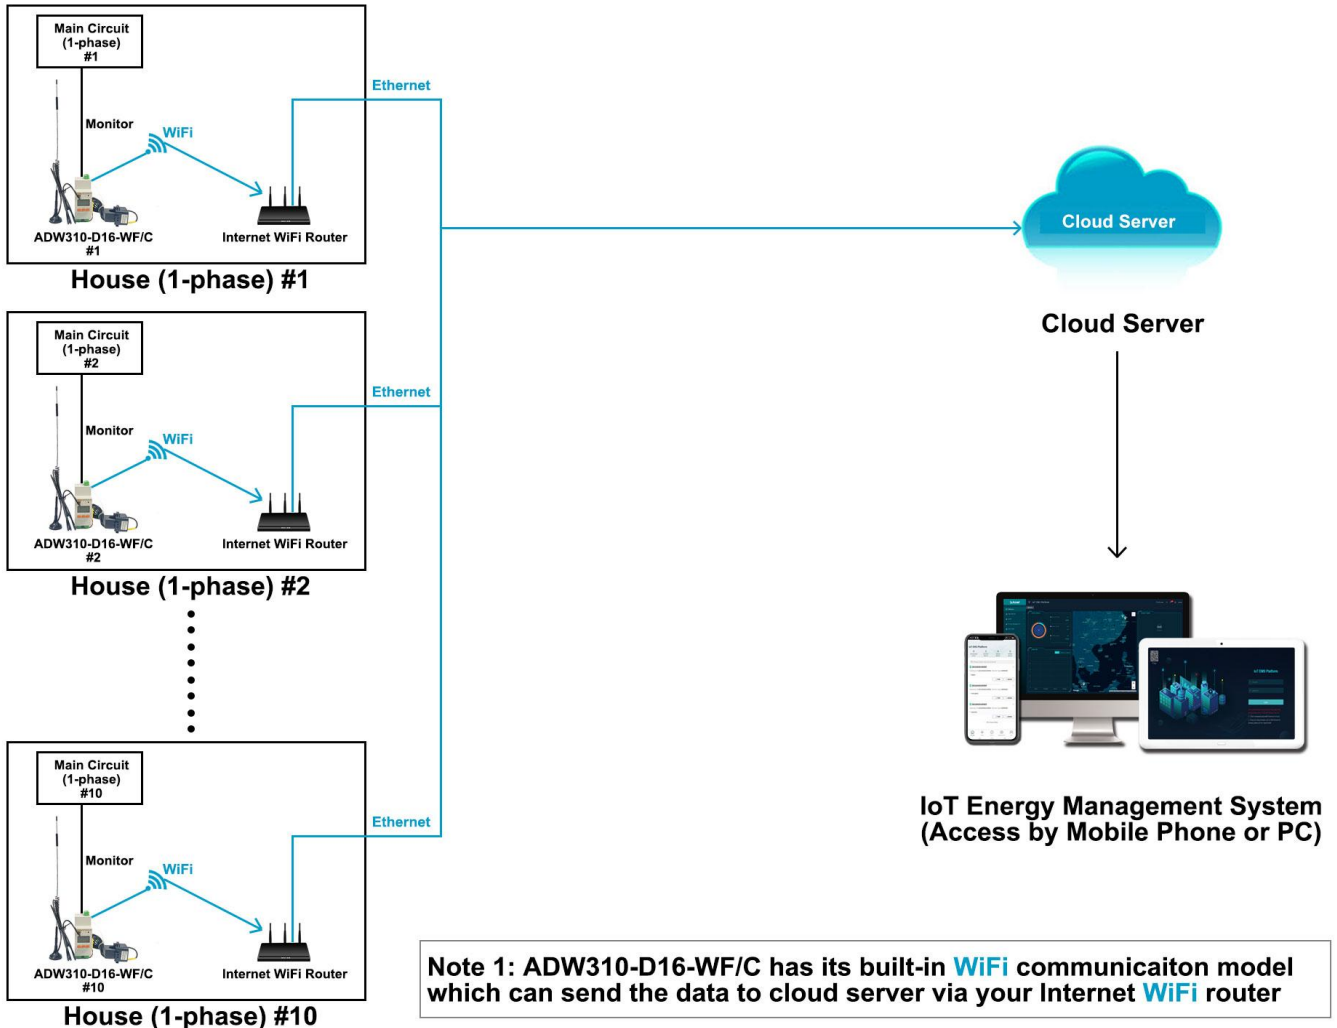 Main Circuit
(1-phase)
#1
Monitor
WiFi
Ethernet
ADW310-D16-WF/C
#1
Internet WiFi Router
House (1-phase) #1
Main Circuit
(1-phase)
#2
Monitor
WiFi
Ethernet
ADW310-D16-WF/C
#2
Internet WiFi Router
House (1-phase) #2
Main Circuit
(1-phase)
#10
Monitor
WiFi
Ethernet
ADW310-D16-WF/C
#10
Internet WiFi Router
House (1-phase) #10
Cloud Server
Cloud Server
IoT Energy Management System
(Access by Mobile Phone or PC)
Note 1: ADW310-D16-WF/C has its built-in WiFi communicaiton model
which can send the data to cloud server via your Internet WiFi router